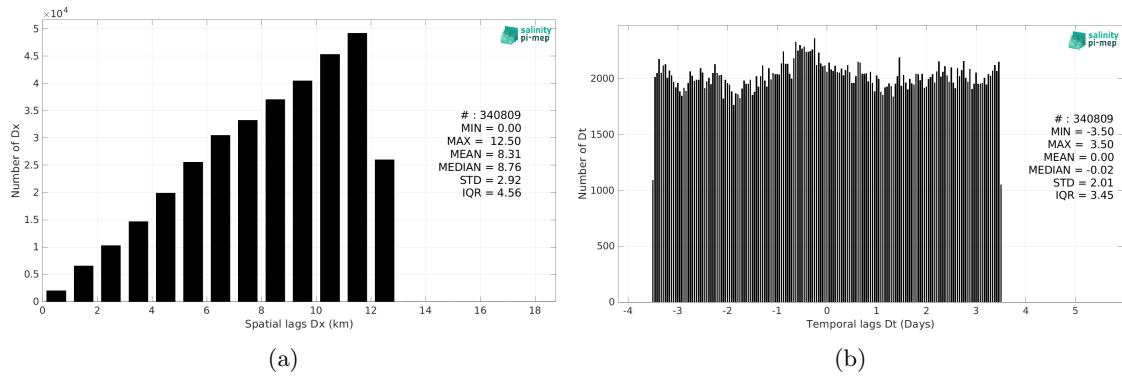 ×10⁴
5
4.5
4
3.5
3
2.5
2
1.5
1
0.5
0
Number of Dx
0 2 4 6 8 10 12 14 16 18
Spatial lags Dx (km)
salinity
pi-mep
# : 340809
MIN = 0.00
MAX = 12.50
MEAN = 8.31
MEDIAN = 8.76
STD = 2.92
IQR = 4.56
(a)
2000
1500
1000
500
0
Number of Dt
-4 -3 -2 -1 0 1 2 3 4 5
Temporal lags Dt (Days)
salinity
pi-mep
# : 340809
MIN = -3.50
MAX = 3.50
MEAN = 0.00
MEDIAN = -0.02
STD = 2.01
IQR = 3.45
(b)